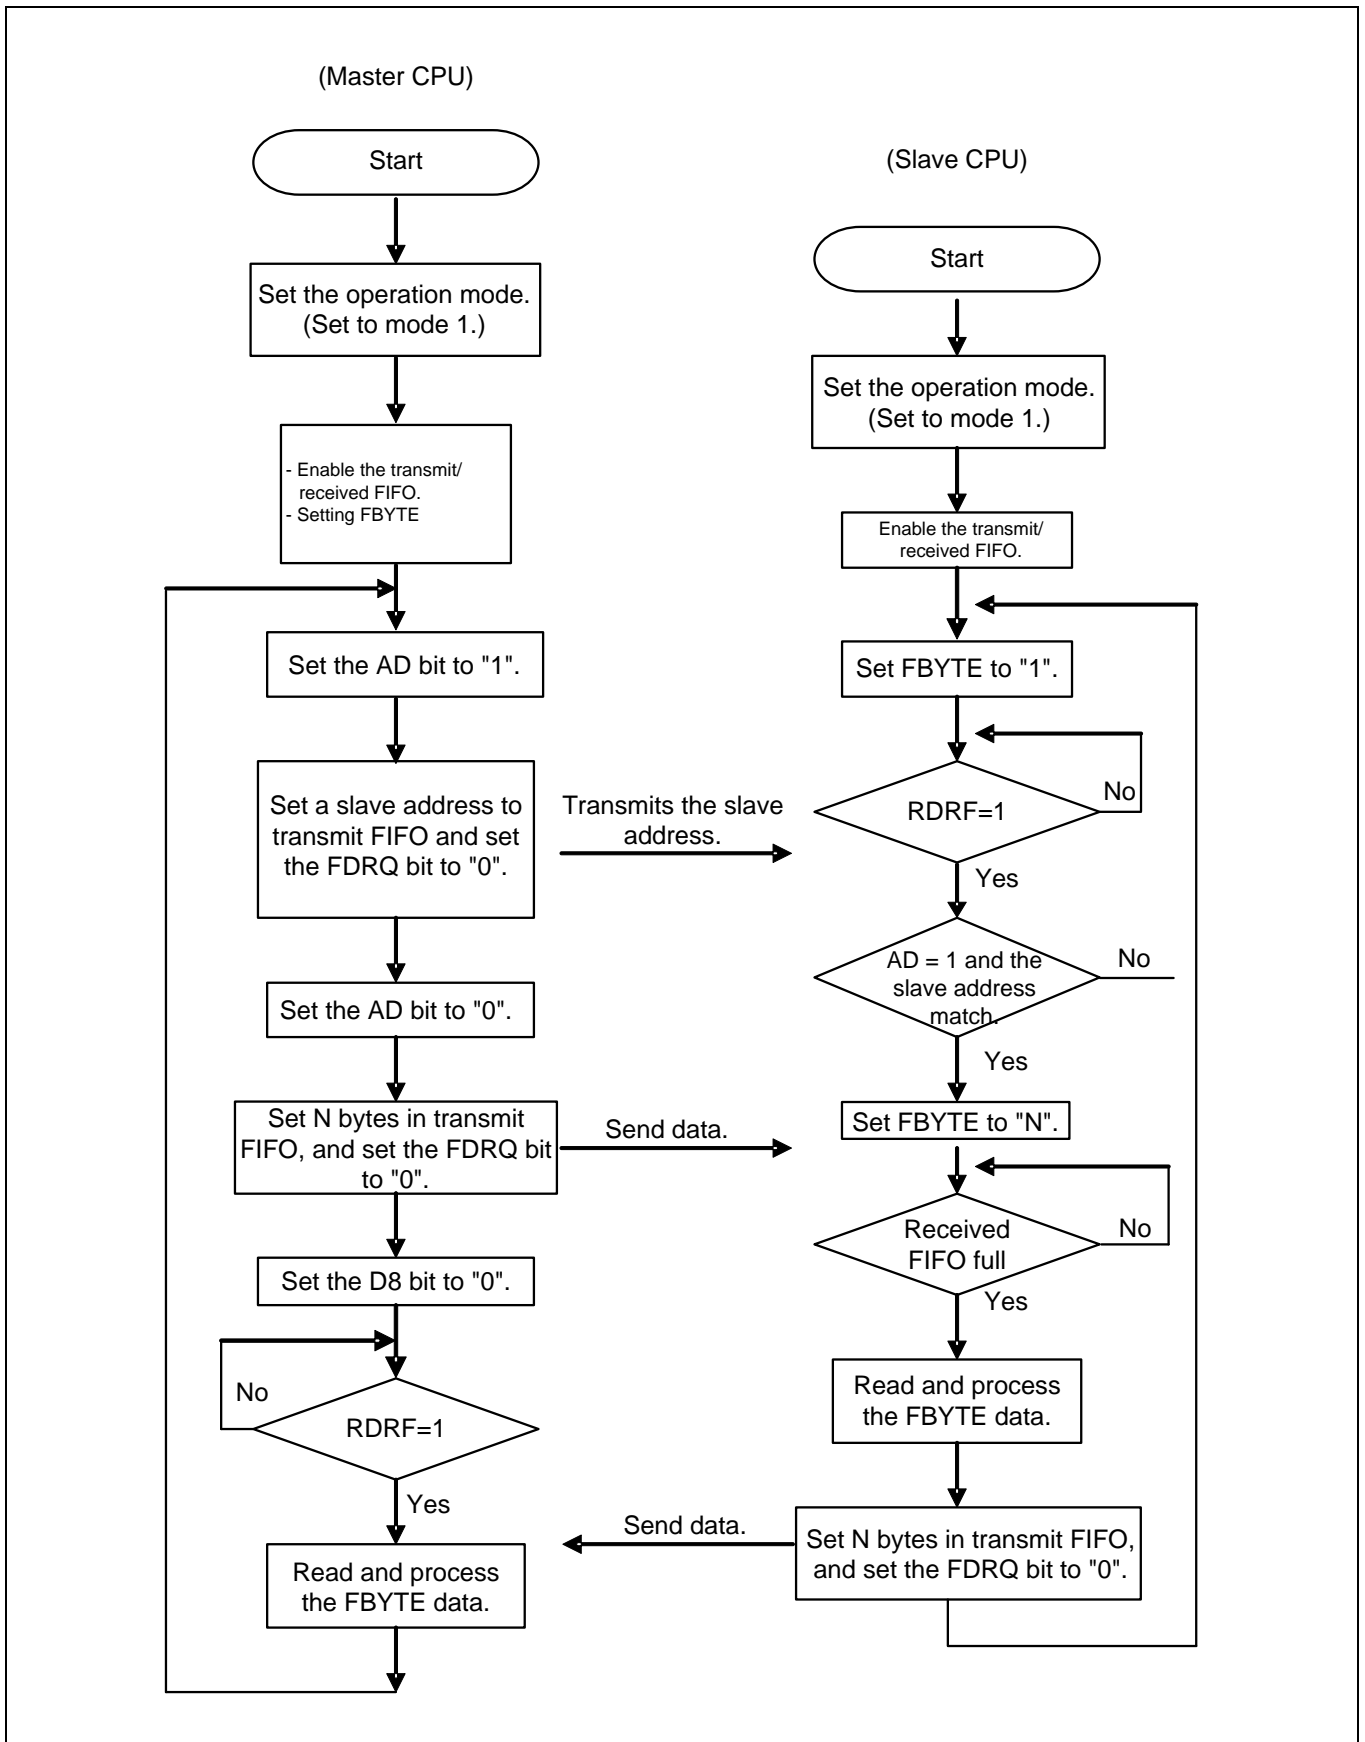 (Master CPU)
Start
Set the operation mode.
(Set to mode 1.)
- Enable the transmit/
received FIFO.
- Setting FBYTE
Set the AD bit to "1".
Set a slave address to
transmit FIFO and set
the FDRQ bit to "0".
Transmits the slave
address.
Set the AD bit to "0".
Set N bytes in transmit
FIFO, and set the FDRQ bit
to "0".
Send data.
Set the D8 bit to "0".
No
RDRF=1
Yes
Read and process
the FBYTE data.
(Slave CPU)
Start
Set the operation mode.
(Set to mode 1.)
Enable the transmit/
received FIFO.
Set FBYTE to "1".
RDRF=1
No
Yes
AD = 1 and the
slave address
match.
No
Yes
Set FBYTE to "N".
Received
FIFO full
No
Yes
Read and process
the FBYTE data.
Send data.
Set N bytes in transmit FIFO,
and set the FDRQ bit to "0".